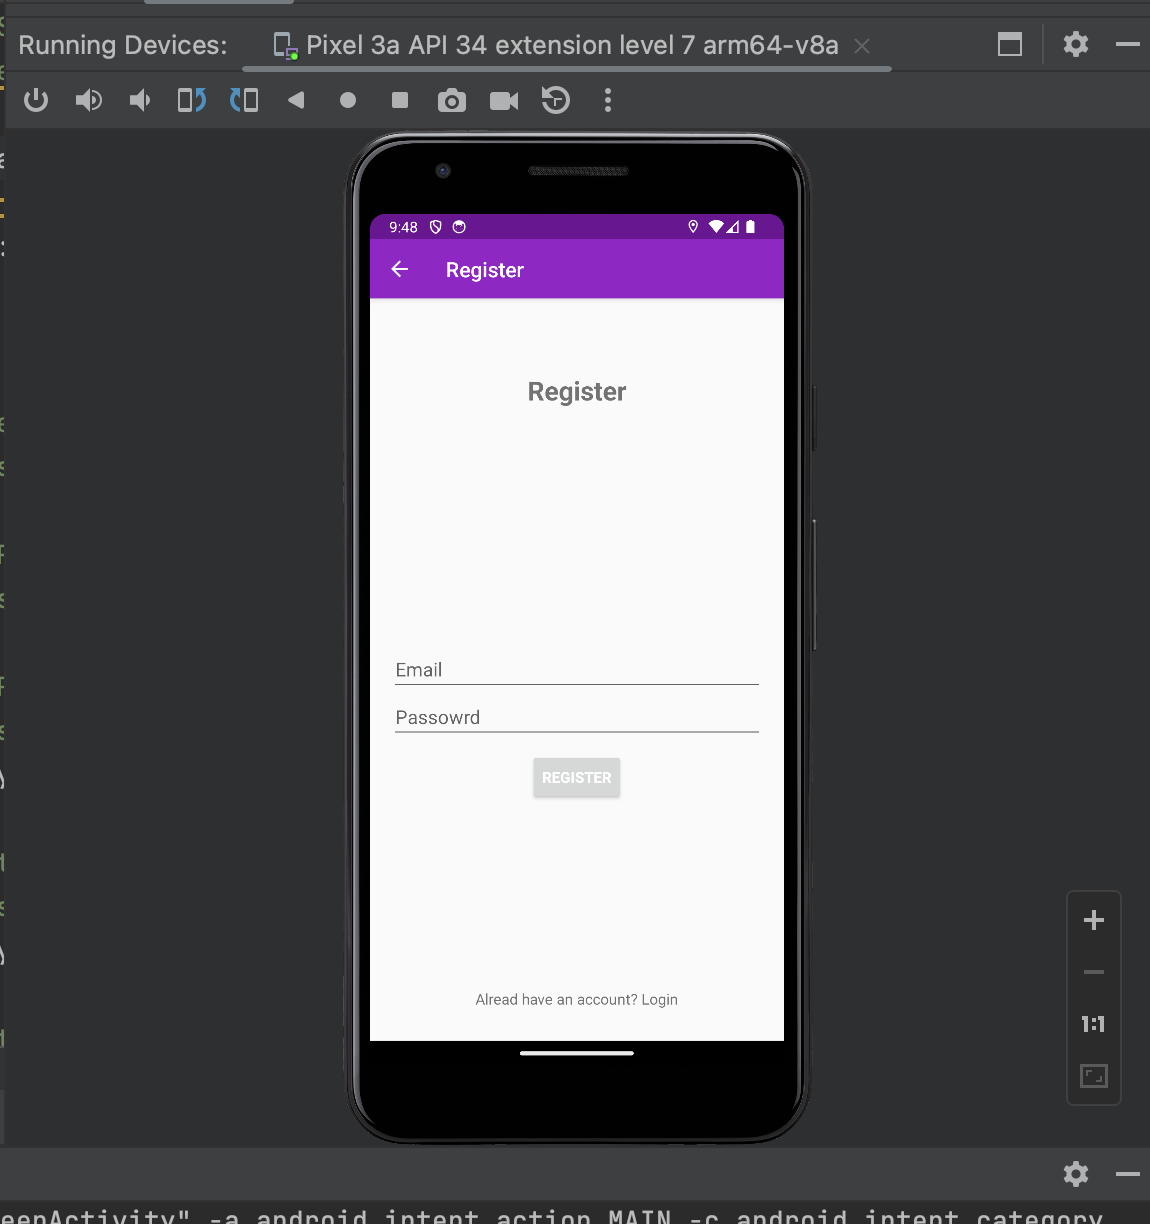 Running Devices: Pixel 3a API 34 extension level 7 arm64-v8a
9:48
Register
Register
Email
Passowrd
REGISTER
Alread have an account? Login
1:1
eenActivity" -a android.intent.action.MAIN -c android.intent.category